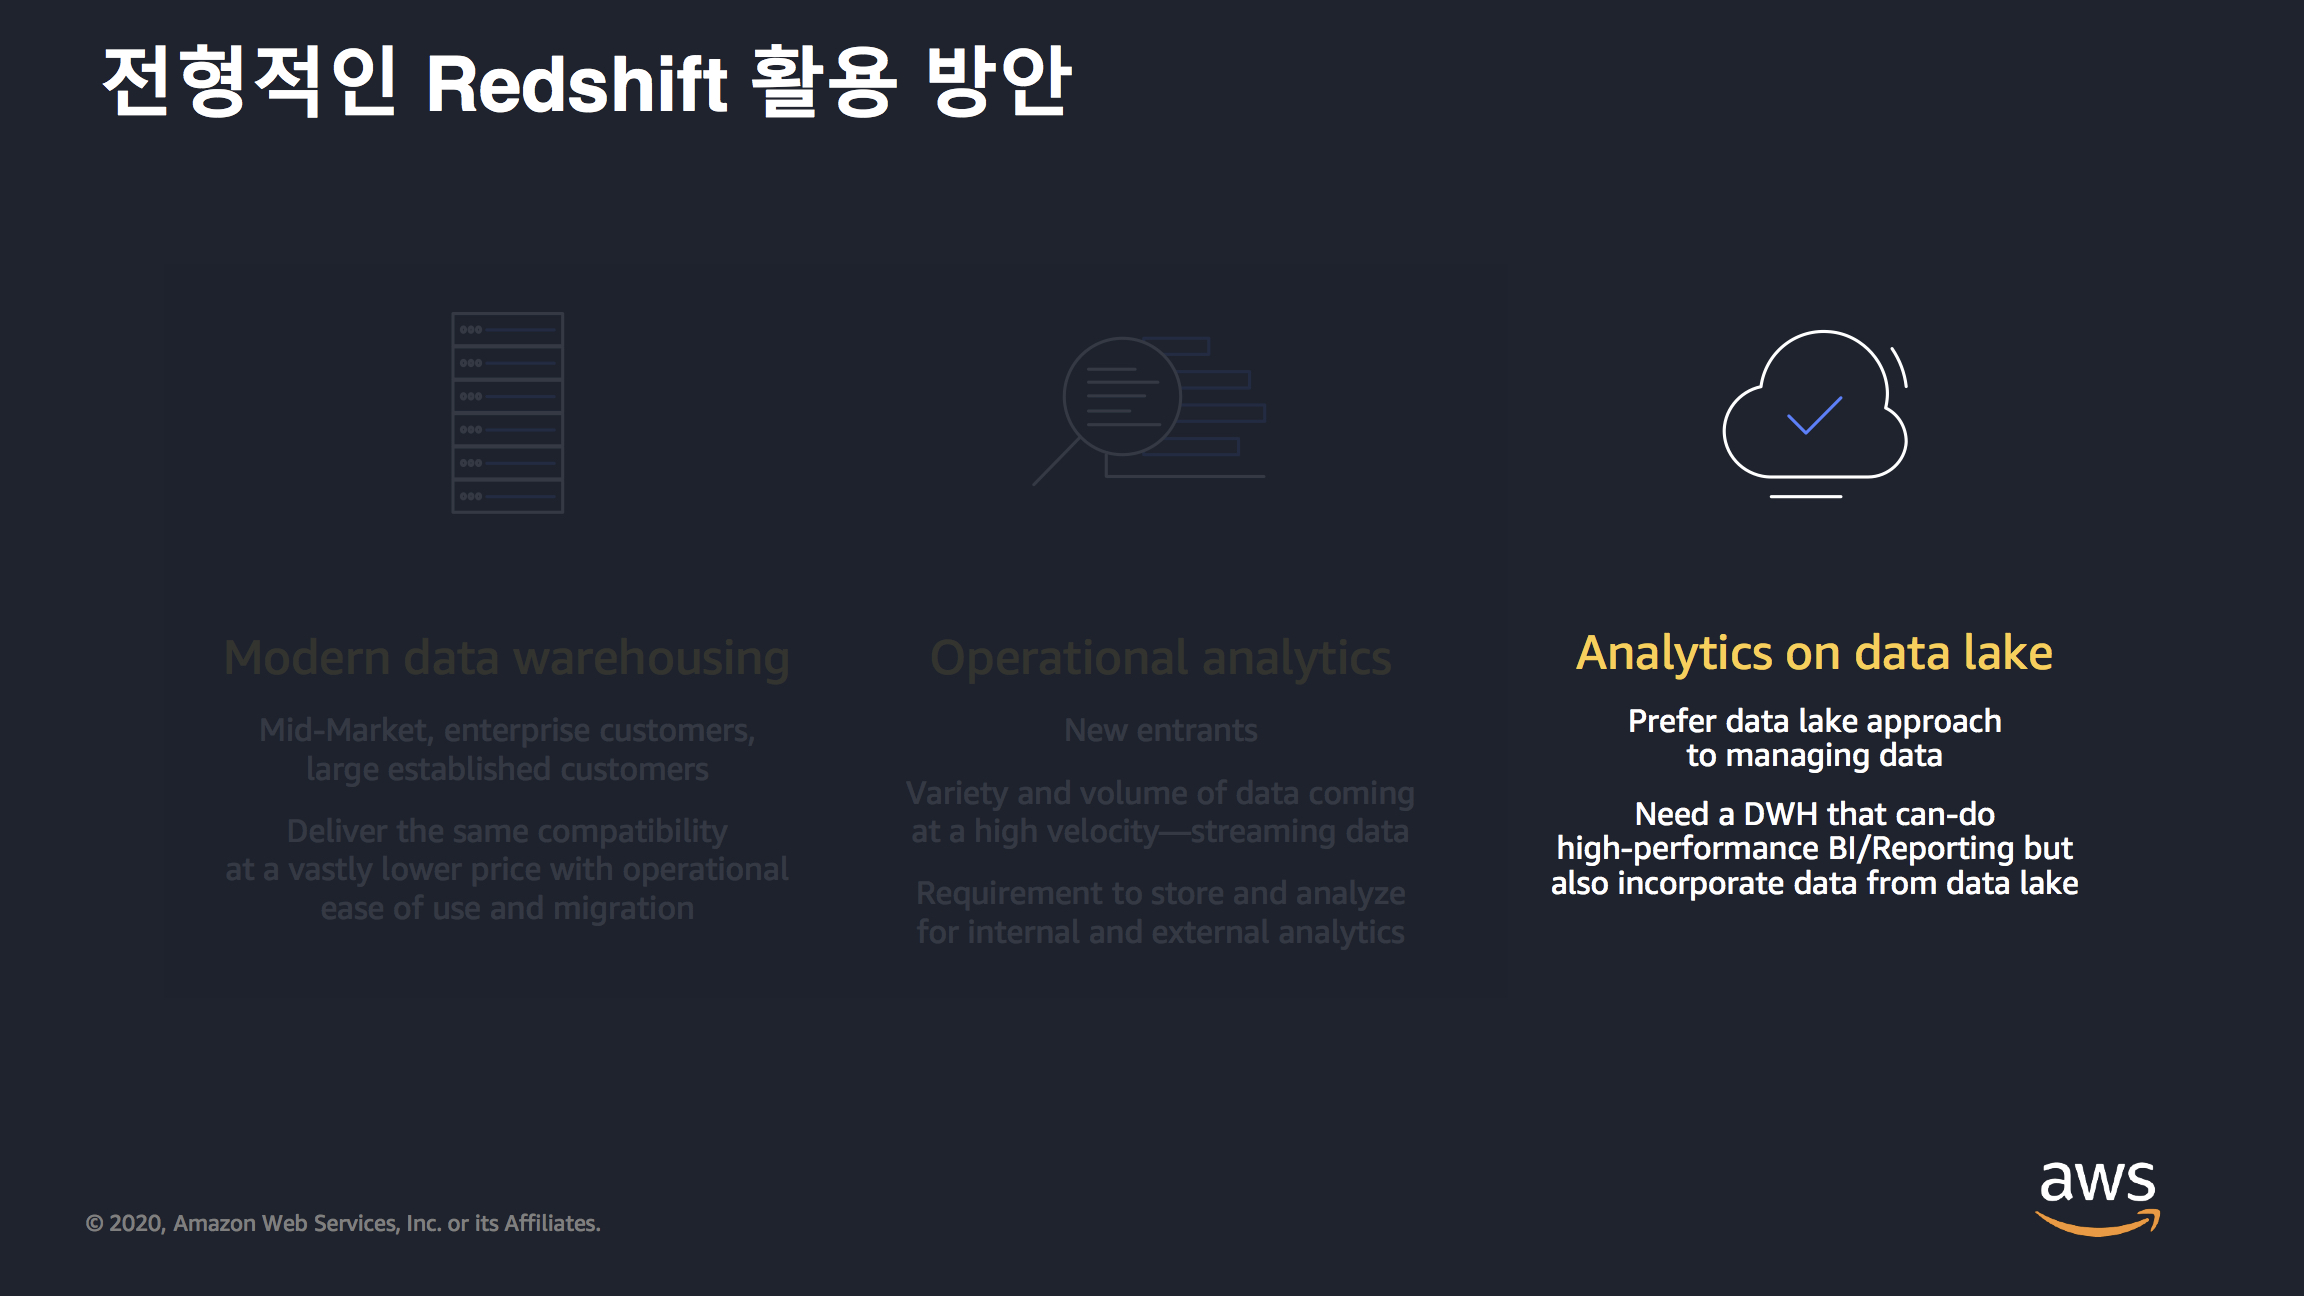 전형적인 Redshift 활용 방안
Modern data warehousing
Mid-Market, enterprise customers,
large established customers
Deliver the same compatibility
at a vastly lower price with operational
ease of use and migration
Operational analytics
New entrants
Variety and volume of data coming
at a high velocity—streaming data
Requirement to store and analyze
for internal and external analytics
Analytics on data lake
Prefer data lake approach
to managing data
Need a DWH that can-do
high-performance BI/Reporting but
also incorporate data from data lake
© 2020, Amazon Web Services, Inc. or its Affiliates.
aws